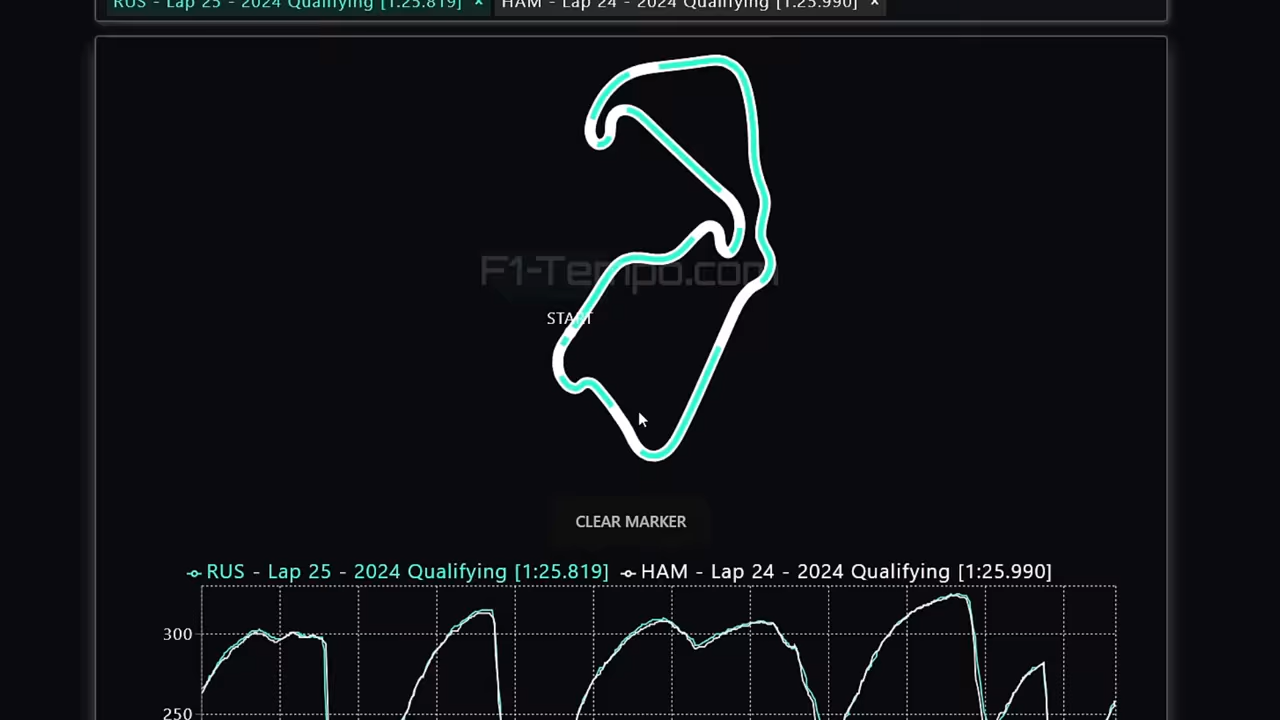 RUS - Lap 25 - 2024 Qualifying [1:25.819] × HAM - Lap 24 - 2024 Qualifying [1:25.990] ×
F1-Tempo.com
START
CLEAR MARKER
RUS - Lap 25 - 2024 Qualifying [1:25.819] HAM - Lap 24 - 2024 Qualifying [1:25.990]
300
250